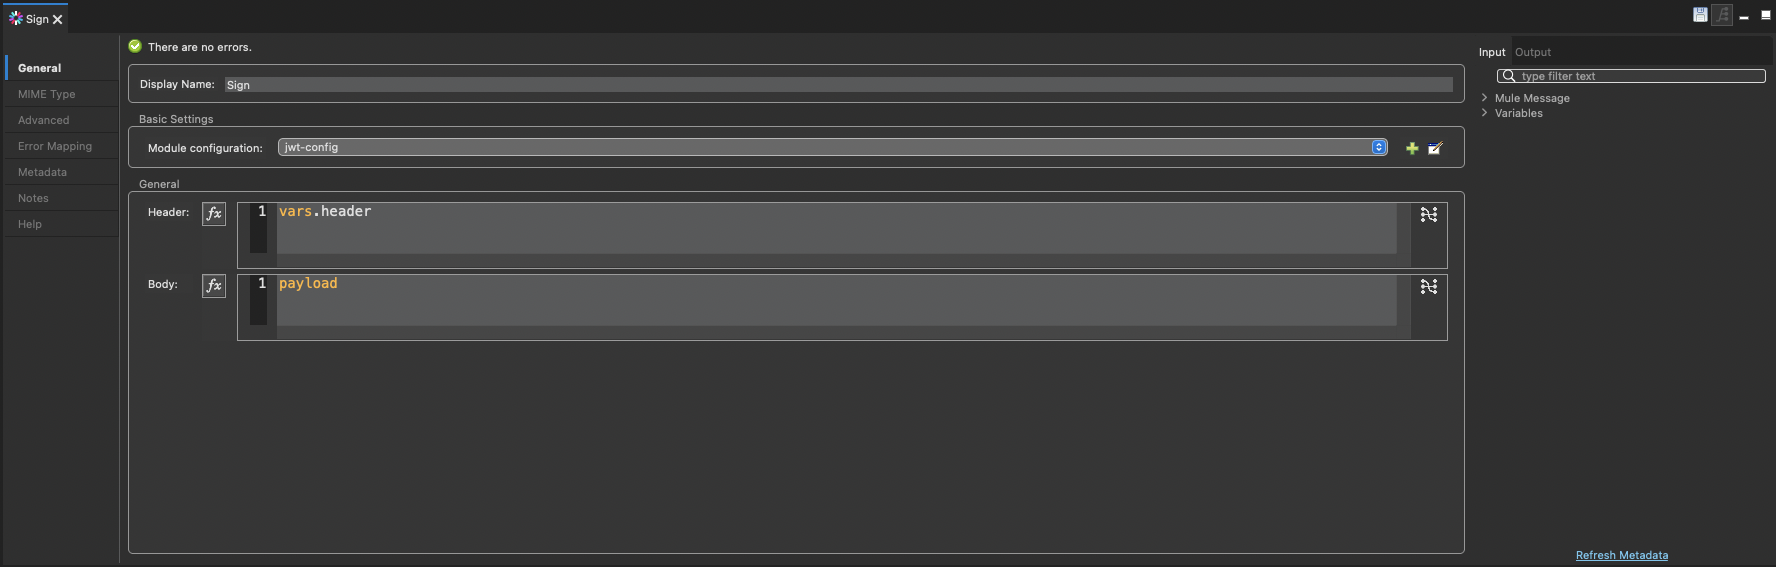 Sign
General
MIME Type
Advanced
Error Mapping
Metadata
Notes
Help
There are no errors.
Display Name: Sign
Basic Settings
Module configuration: jwt-config
General
Header: fx 1 vars.header
Body: fx 1 payload
Input Output
type filter text
Mule Message
Variables
Refresh Metadata